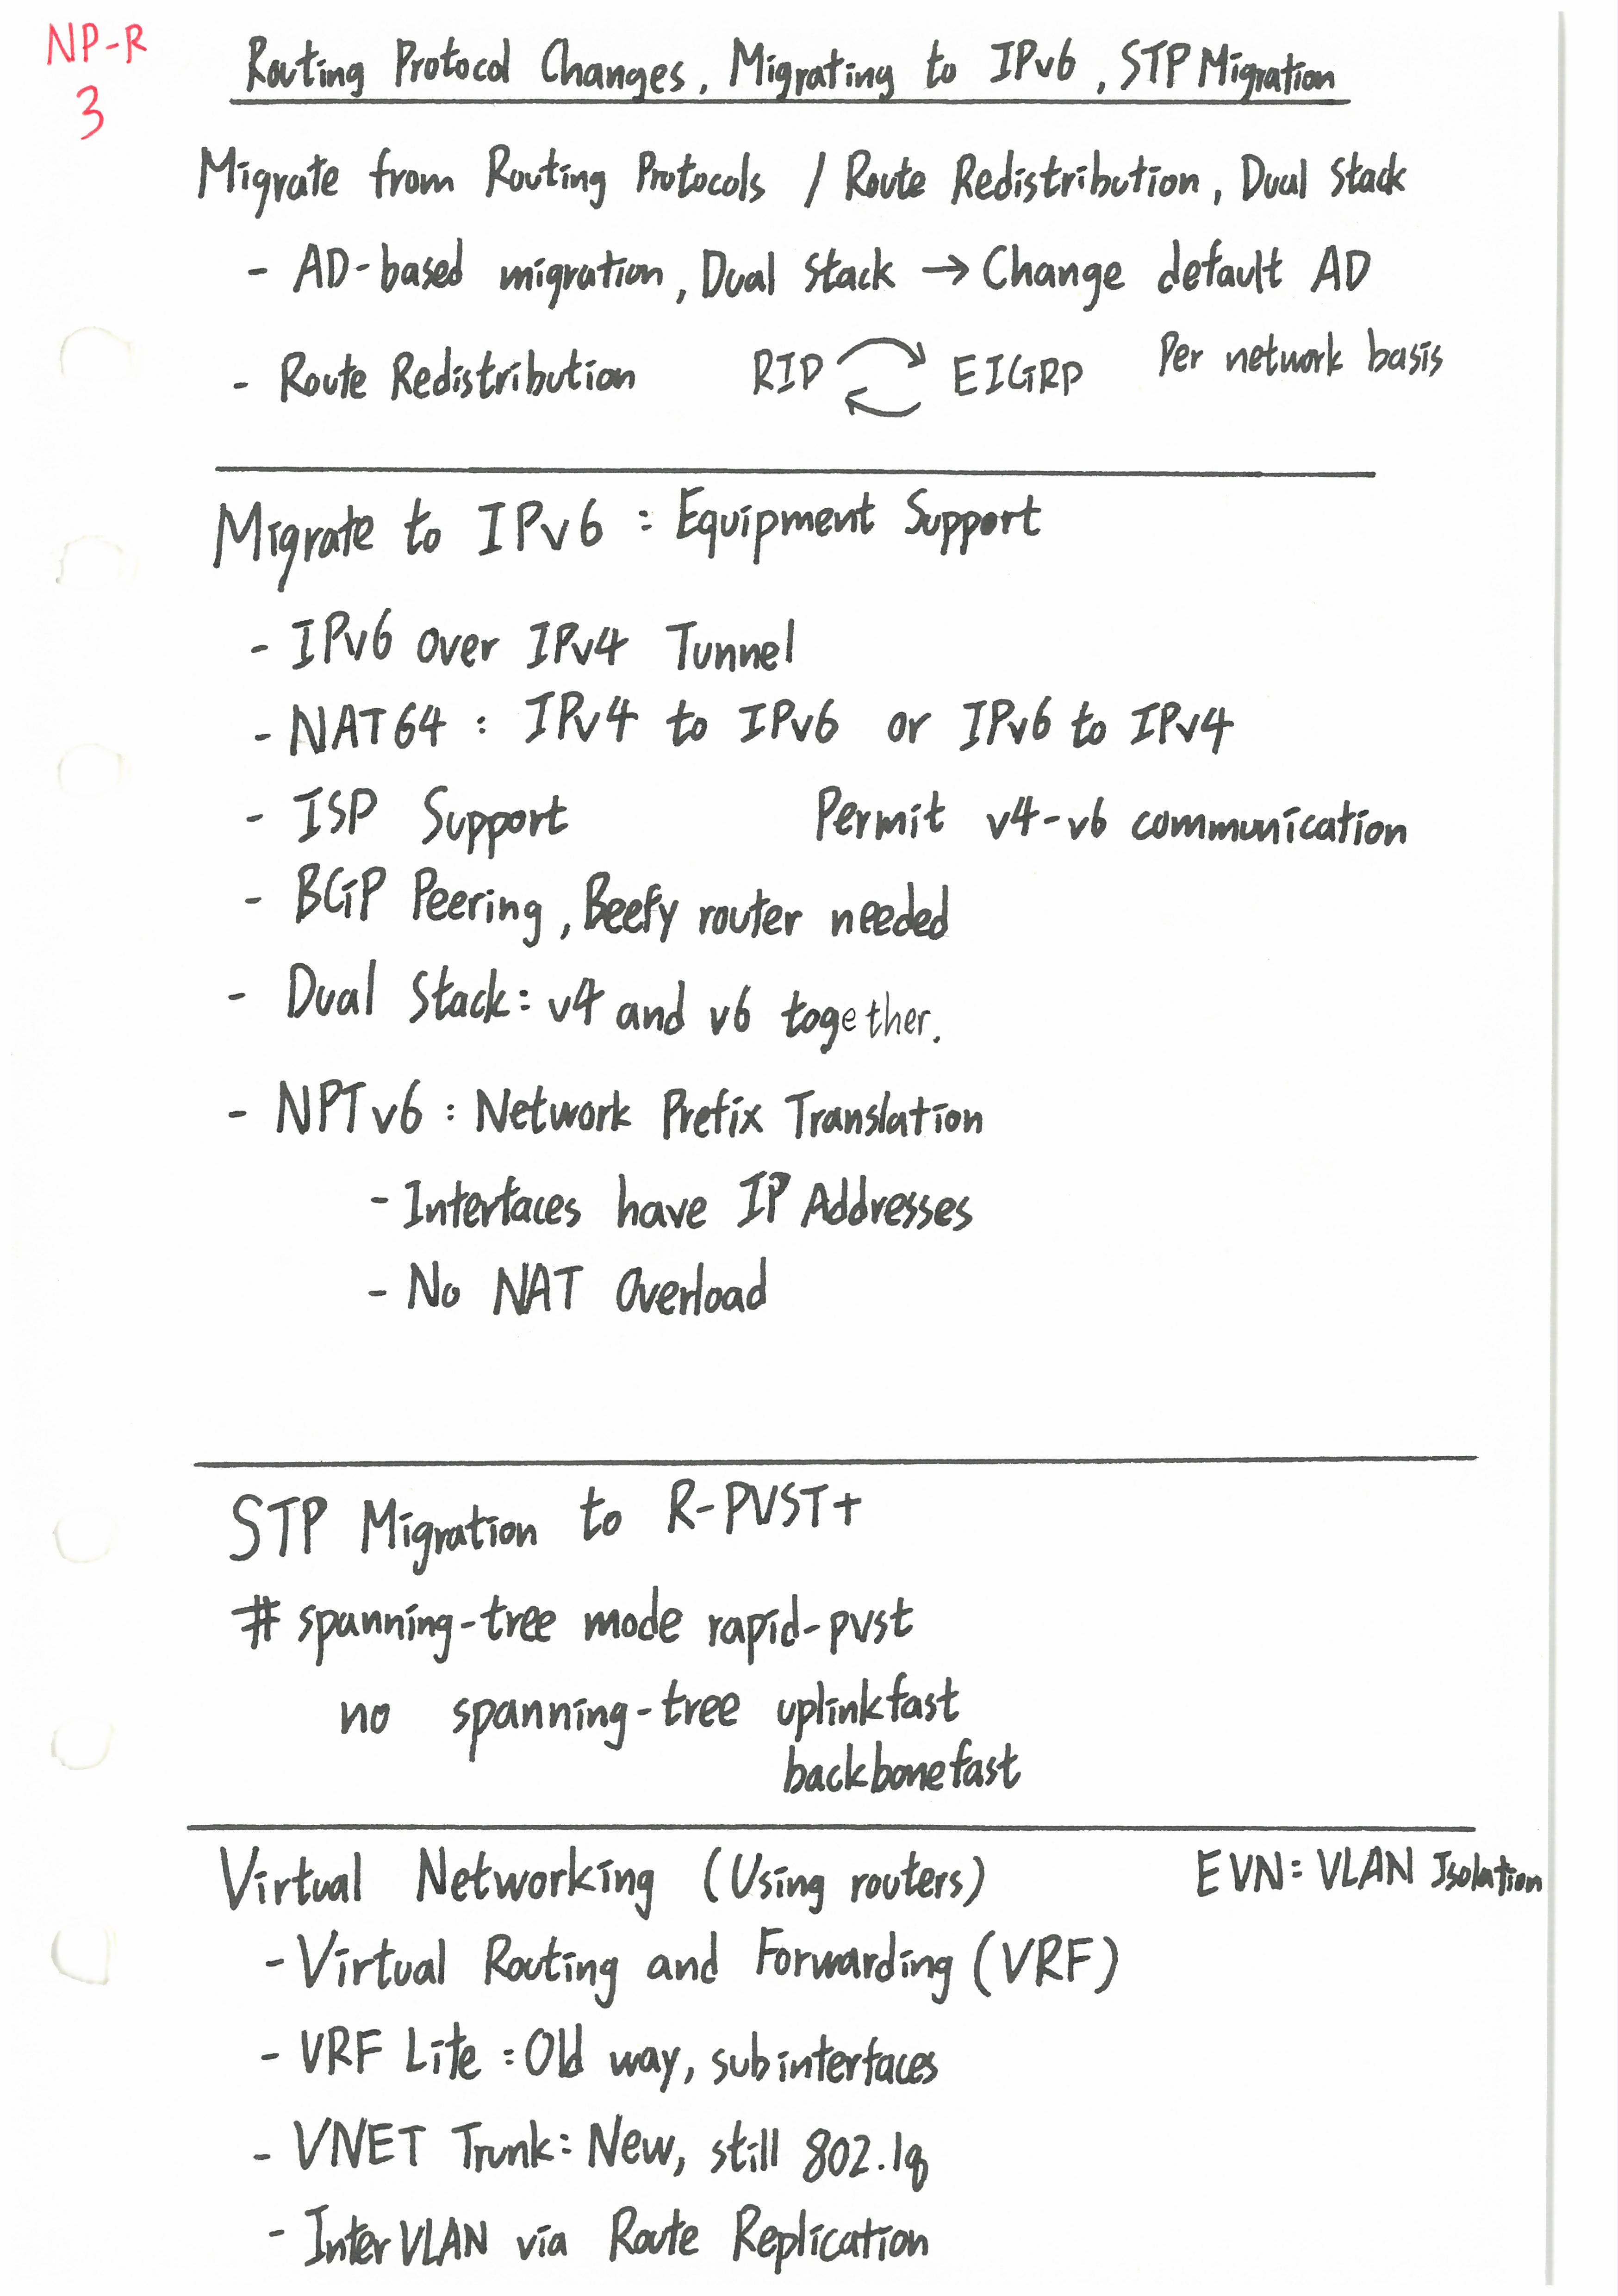 NP-R
3
Routing Protocol Changes, Migrating to IPv6, STP Migration
Migrate from Routing Protocols / Route Redistribution, Dual Stack
- AD-based migration, Dual Stack → Change default AD
- Route Redistribution RIP EIGRP Per network basis
Migrate to IPv6 : Equipment Support
- IPv6 over IPv4 Tunnel
- NAT64 : IPv4 to IPv6 or IPv6 to IPv4
- ISP Support Permit v4-v6 communication
- BGP Peering, Beefy router needed
- Dual Stack: v4 and v6 together.
- NPTv6 : Network Prefix Translation
- Interfaces have IP Addresses
- No NAT Overload
STP Migration to R-PVST+
# spanning-tree mode rapid-pvst
no spanning-tree uplinkfast
backbonefast
Virtual Networking (Using routers) EVN: VLAN Isolation
- Virtual Routing and Forwarding (VRF)
- VRF Lite : Old way, subinterfaces
- VNET Trunk: New, still 802.1q
- InterVLAN via Route Replication